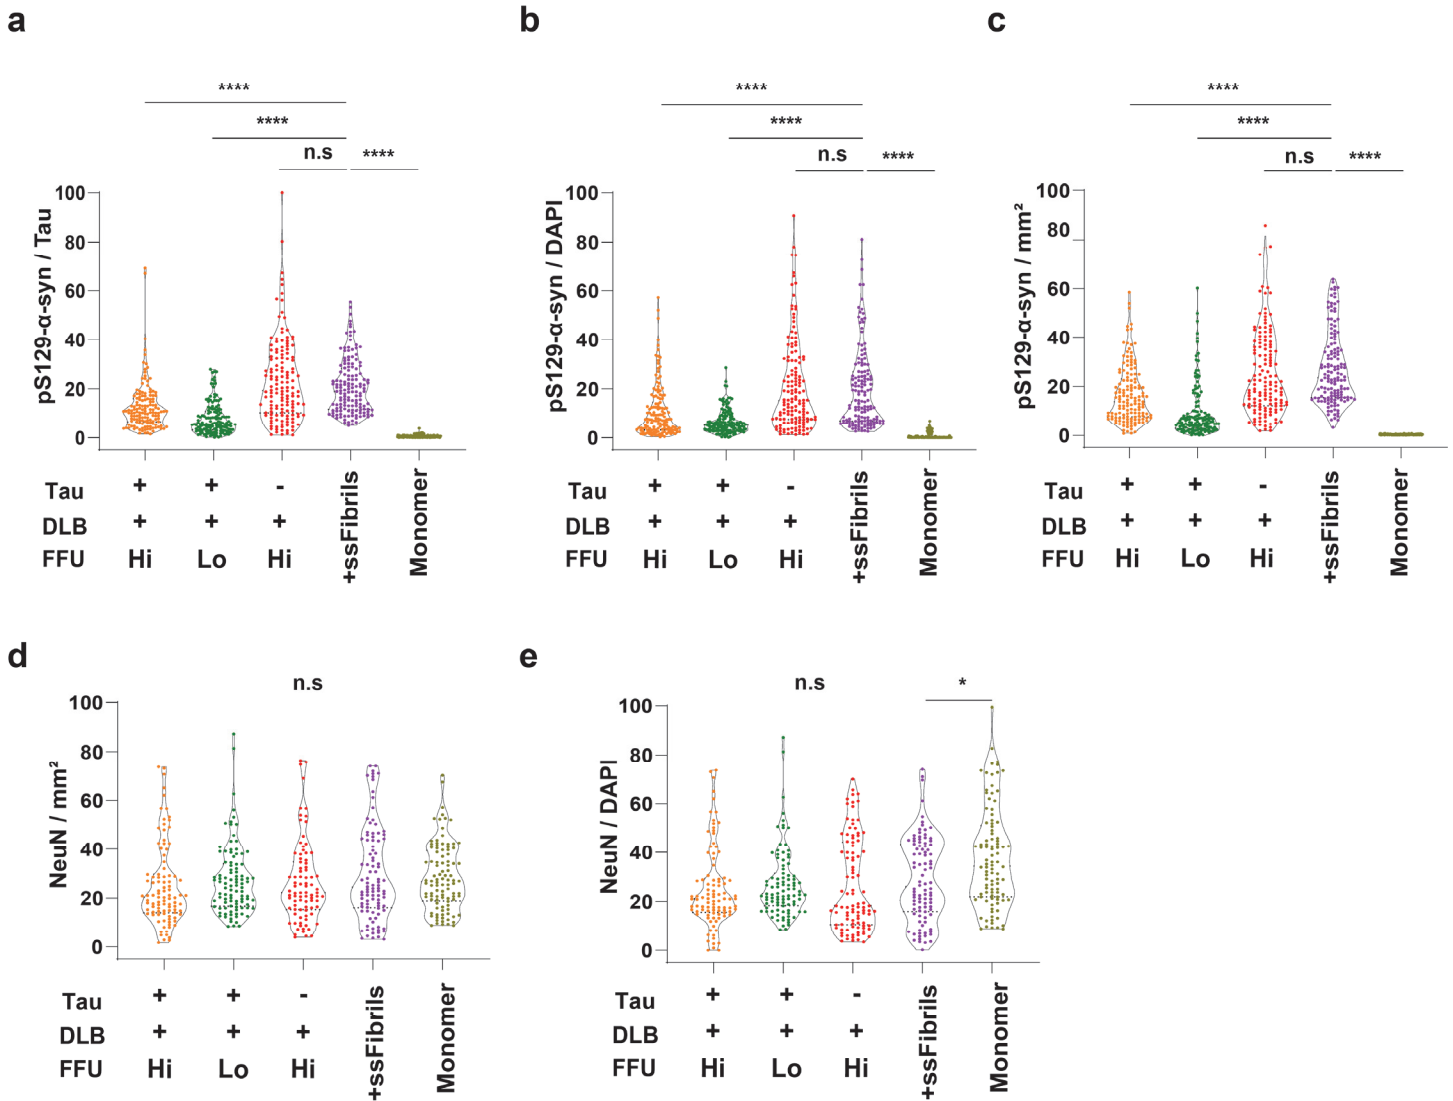 a
****
****
n.s
****
pS129-α-syn / Tau
100
80
60
40
20
0
Tau + + -
DLB + + +
FFU Hi Lo Hi
+ssFibrils
Monomer
b
****
****
n.s
****
pS129-α-syn / DAPI
100
80
60
40
20
0
Tau + + -
DLB + + +
FFU Hi Lo Hi
+ssFibrils
Monomer
c
****
****
n.s
****
pS129-α-syn / mm²
100
80
60
40
20
0
Tau + + -
DLB + + +
FFU Hi Lo Hi
+ssFibrils
Monomer
d
n.s
NeuN / mm²
100
80
60
40
20
0
Tau + + -
DLB + + +
FFU Hi Lo Hi
+ssFibrils
Monomer
e
n.s
*
NeuN / DAPI
100
80
60
40
20
0
Tau + + -
DLB + + +
FFU Hi Lo Hi
+ssFibrils
Monomer